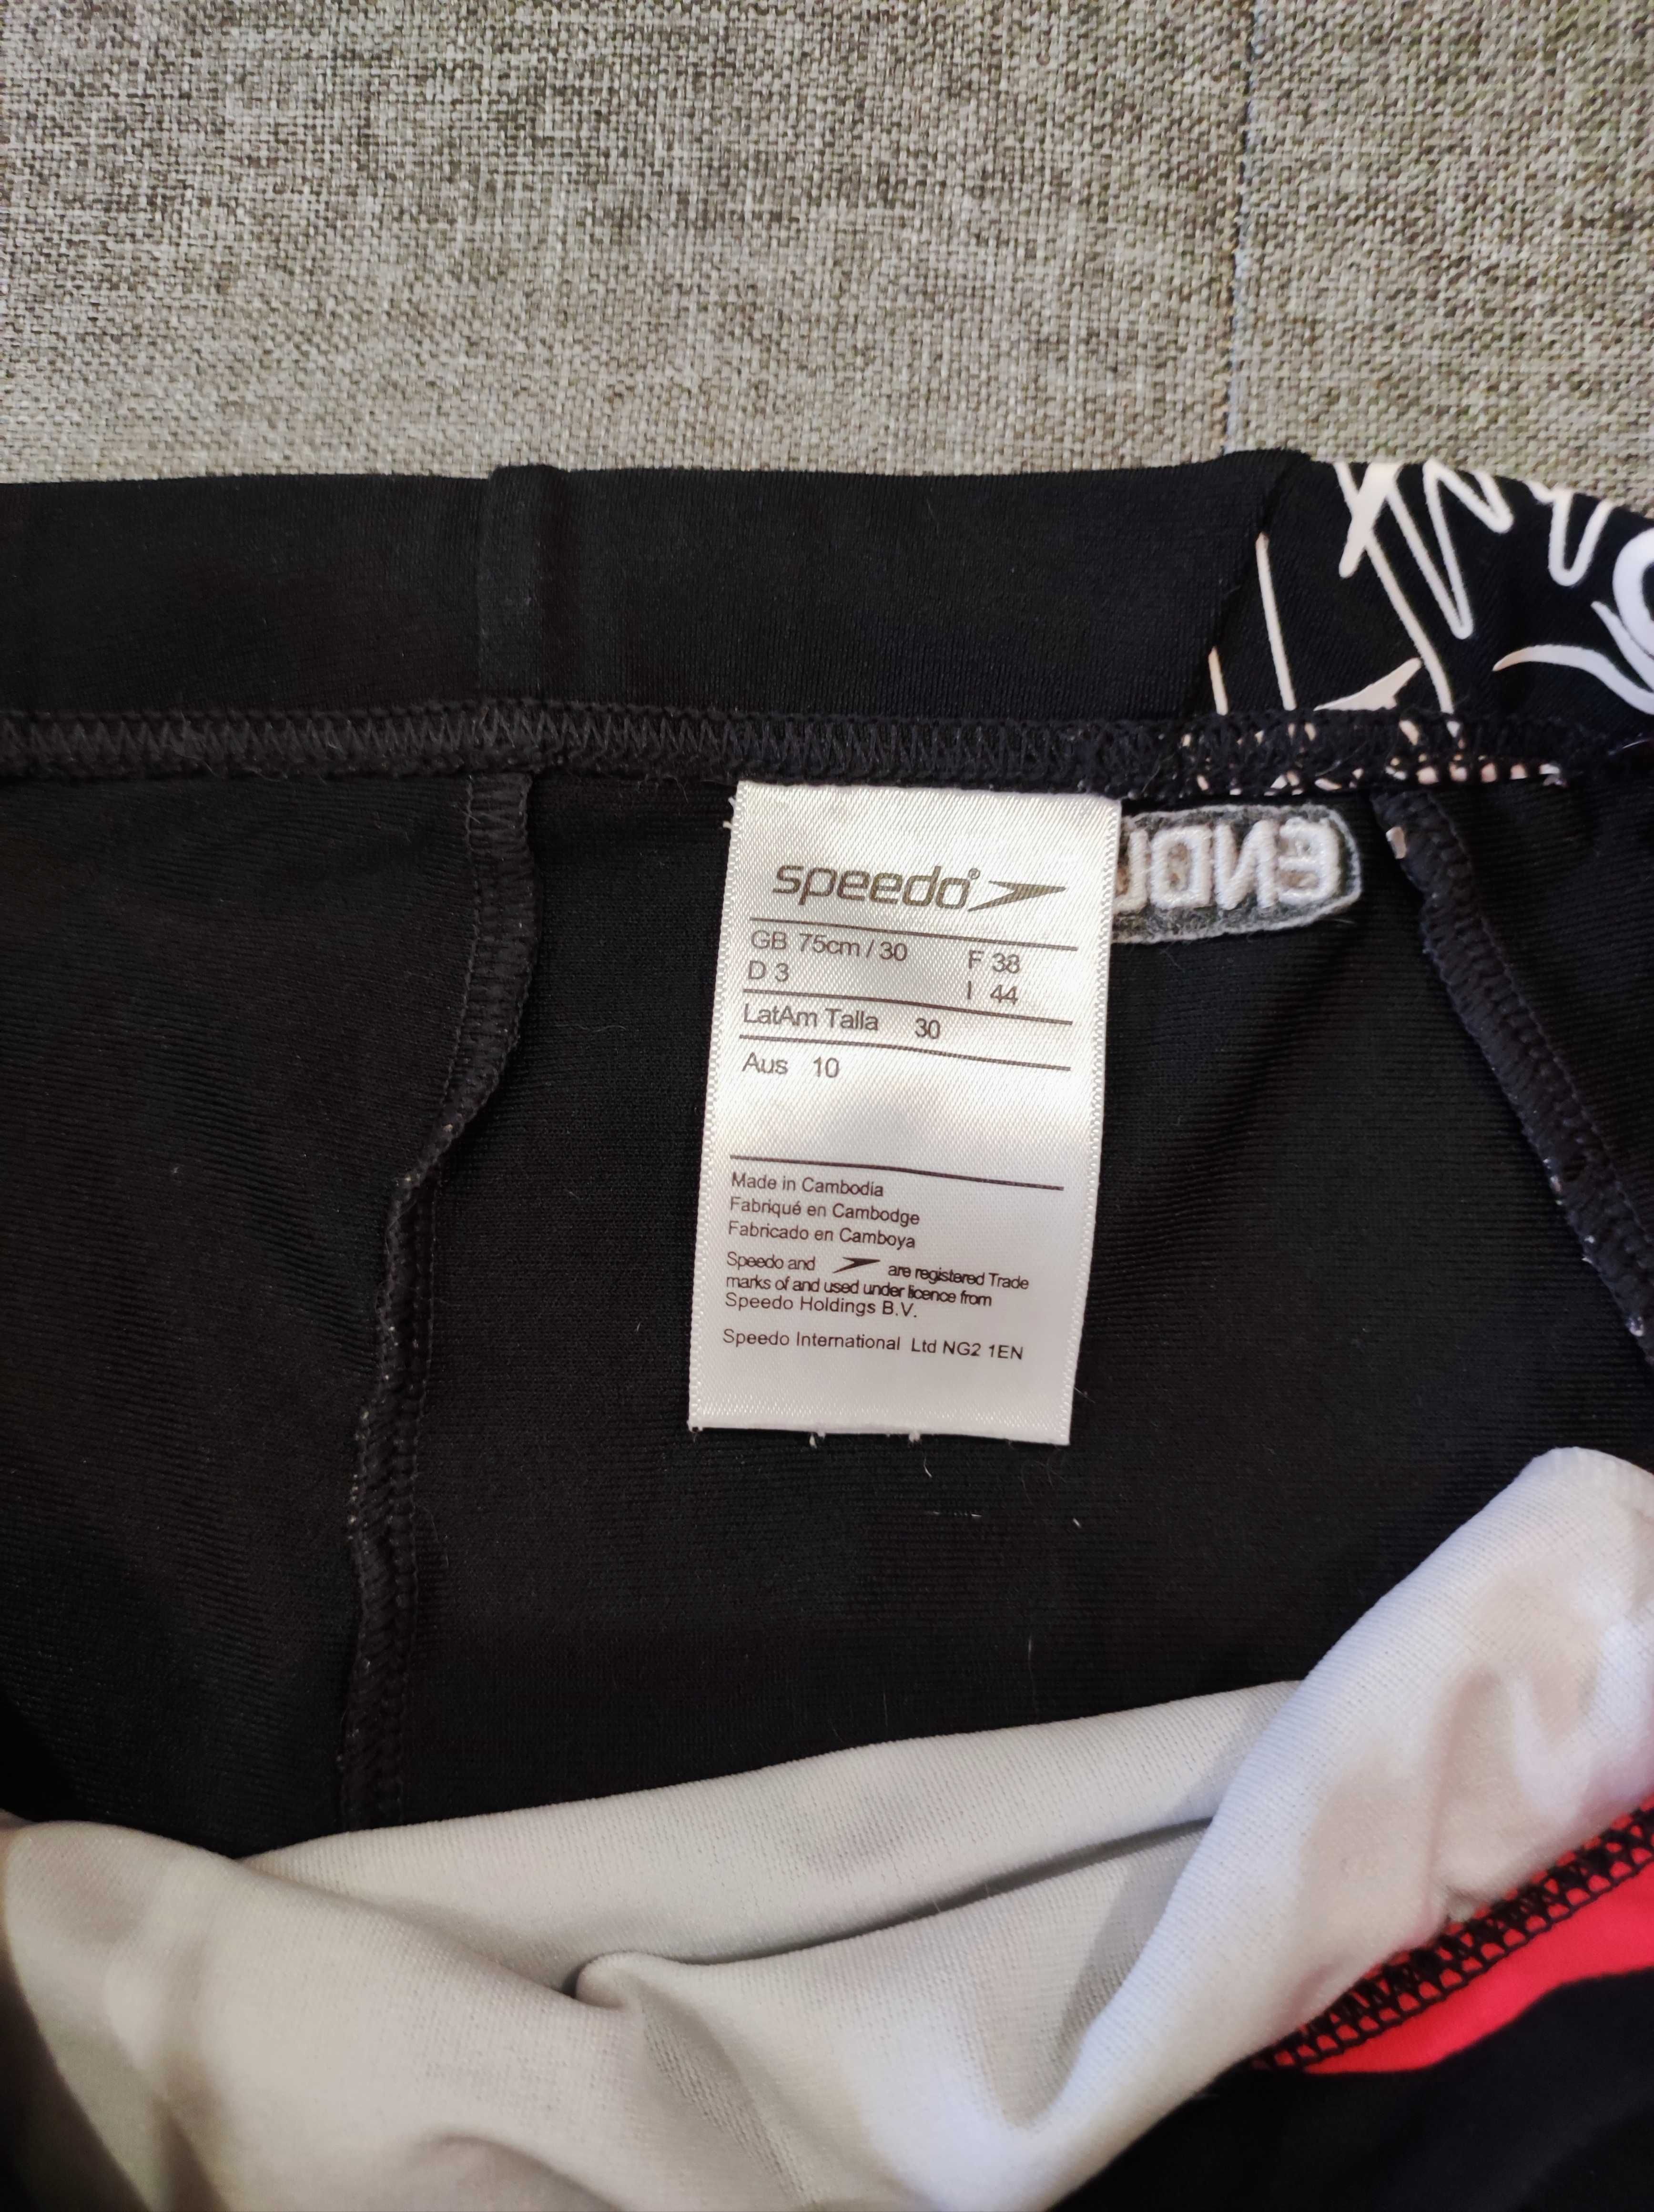 speedo
GB 75cm / 30 F 38
D 3 I 44
LatAm Talla 30
Aus 10
Made in Cambodia
Fabriqué en Cambodge
Fabricado en Camboya
Speedo and are registered Trade
marks of and used under licence from
Speedo Holdings B.V.
Speedo International Ltd NG2 1EN